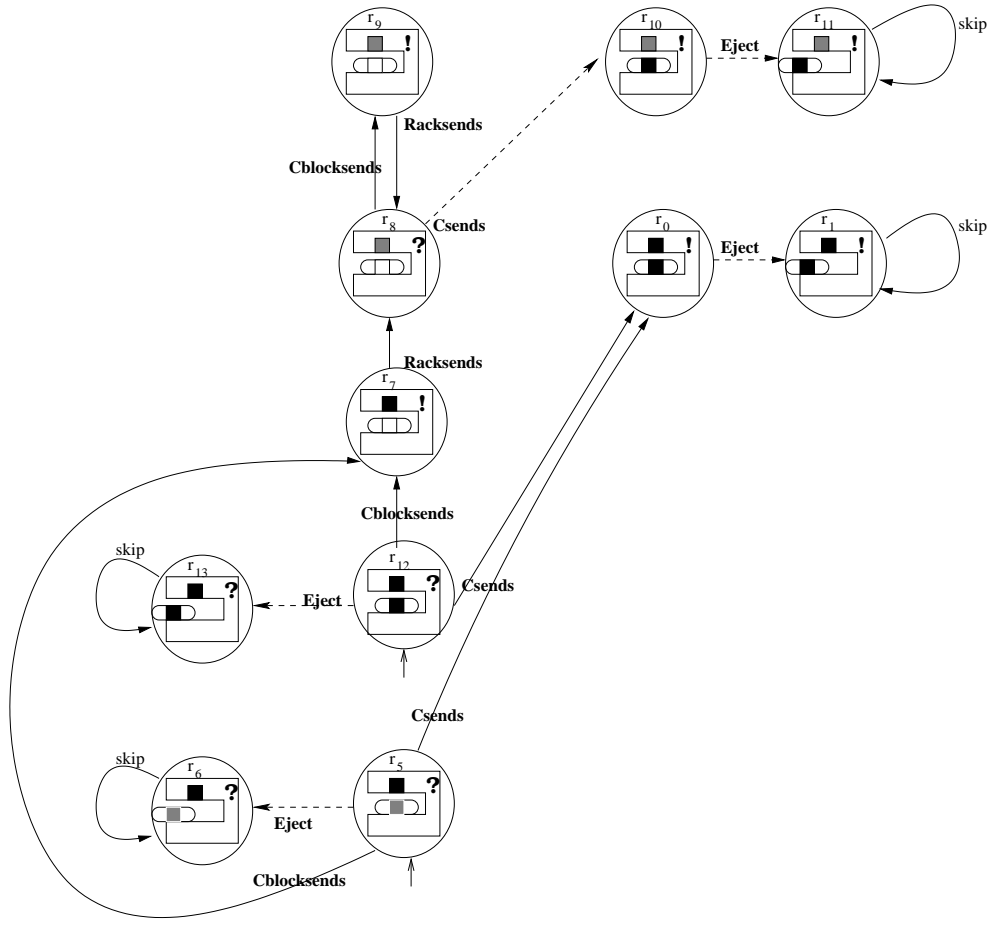 r9
r10
r11
!
!
!
Eject
skip
Racksends
Cblocksends
r8
?
Csends
r0
!
Eject
r1
!
skip
Racksends
r7
!
Cblocksends
skip
r13
?
Eject
r12
?
Csends
Csends
skip
r6
?
Eject
r5
?
Cblocksends